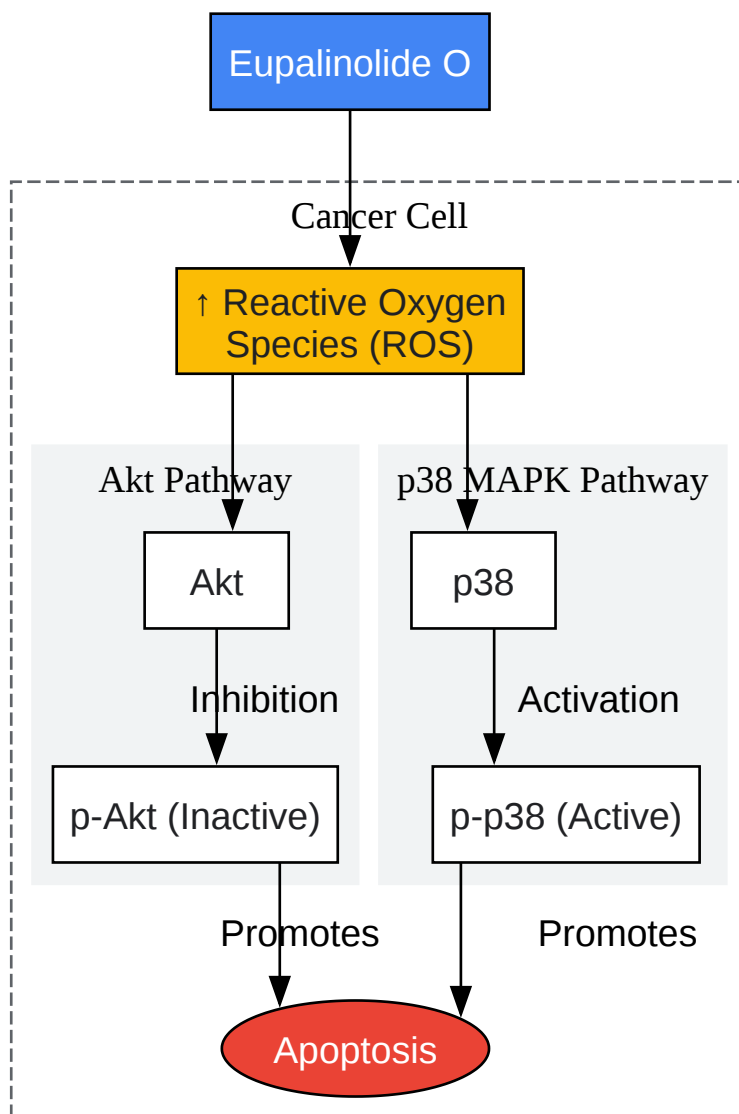 Eupalinolide O
Cancer Cell
↑ Reactive Oxygen
Species (ROS)
Akt Pathway
p38 MAPK Pathway
Akt
p38
Inhibition
Activation
p-Akt (Inactive)
p-p38 (Active)
Promotes
Promotes
Apoptosis